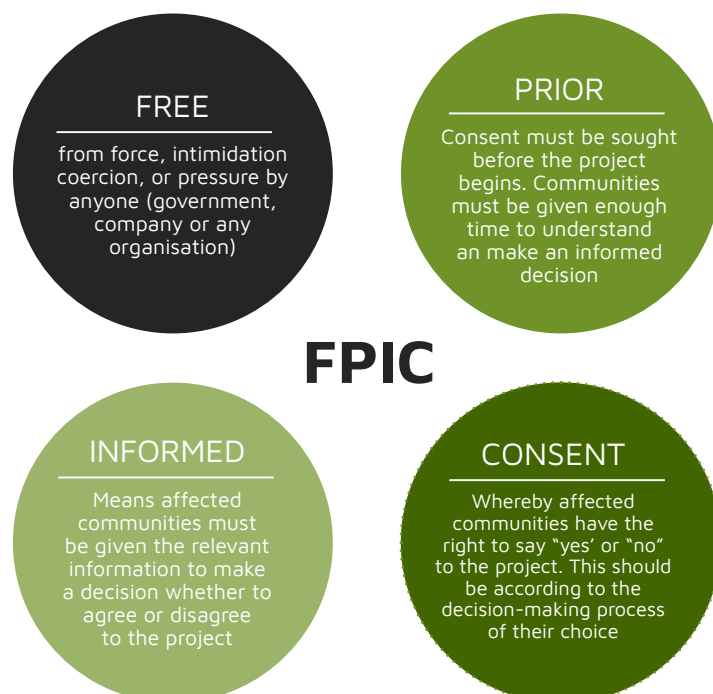 FREE
from force, intimidation
coercion, or pressure by
anyone (government,
company or any
organisation)
PRIOR
Consent must be sought
before the project
begins. Communities
must be given enough
time to understand
an make an informed
decision
FPIC
INFORMED
Means affected
communities must
be given the relevant
information to make
a decision whether to
agree or disagree
to the project
CONSENT
Whereby affected
communities have the
right to say “yes’ or “no”
to the project. This should
be according to the
decision-making process
of their choice